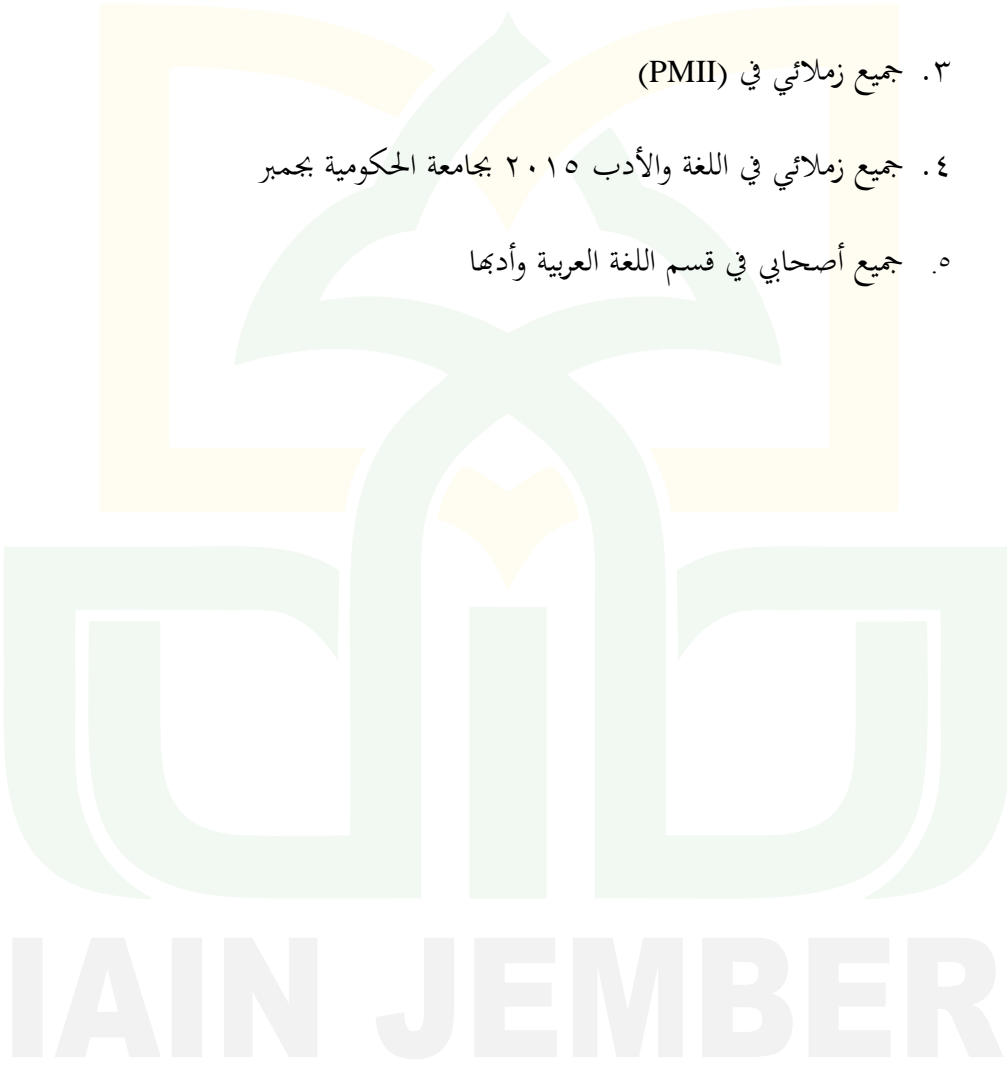 ٣. جميع زملائي في (PMII)
٤. جميع زملائي في اللغة والأدب ٢٠١٥ بجامعة الحكومية بجمبر
٥. جميع أصحابي في قسم اللغة العربية وأدبها
IAIN JEMBER